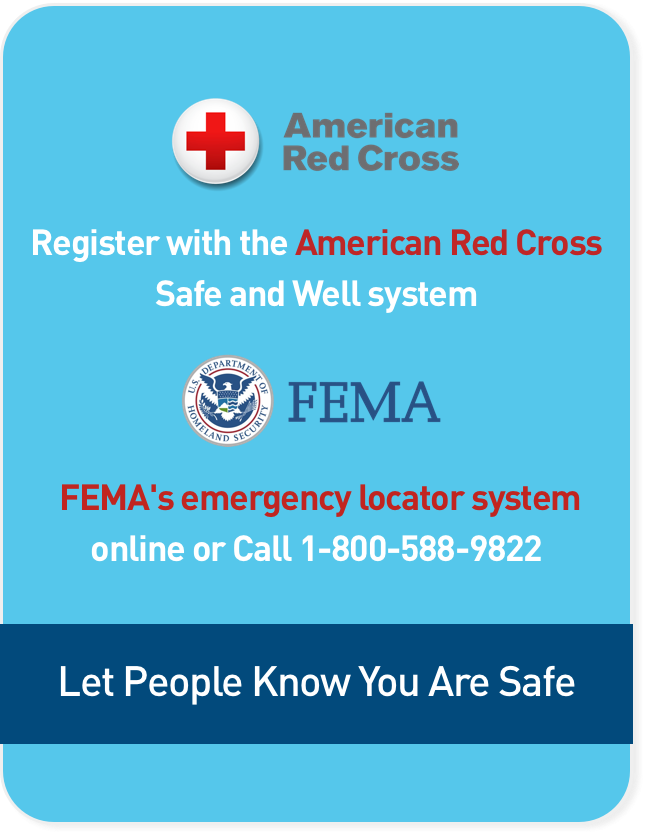 American
Red Cross
Register with the American Red Cross
Safe and Well system
U.S. DEPARTMENT OF
HOMELAND SECURITY
FEMA
FEMA's emergency locator system
online or Call 1-800-588-9822
Let People Know You Are Safe